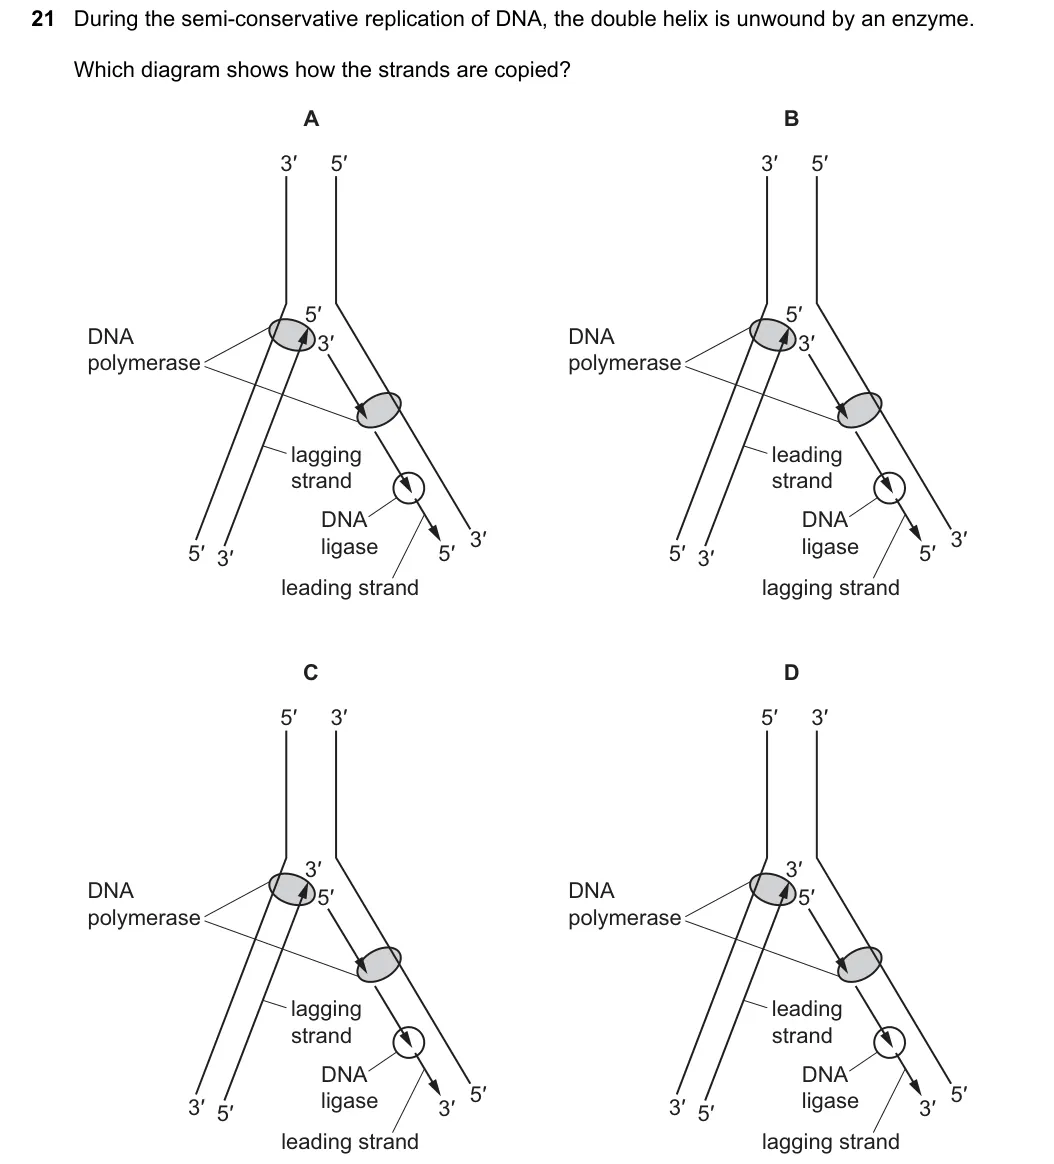 21 During the semi-conservative replication of DNA, the double helix is unwound by an enzyme.
Which diagram shows how the strands are copied?
A
3′ 5′
DNA
polymerase
5′
3′
lagging
strand
DNA
ligase
5′ 3′
5′ 3′
leading strand
B
3′ 5′
DNA
polymerase
5′
3′
leading
strand
DNA
ligase
5′ 3′
5′ 3′
lagging strand
C
5′ 3′
DNA
polymerase
3′
5′
lagging
strand
DNA
ligase
3′ 5′
3′ 5′
leading strand
D
5′ 3′
DNA
polymerase
3′
5′
leading
strand
DNA
ligase
3′ 5′
3′ 5′
lagging strand